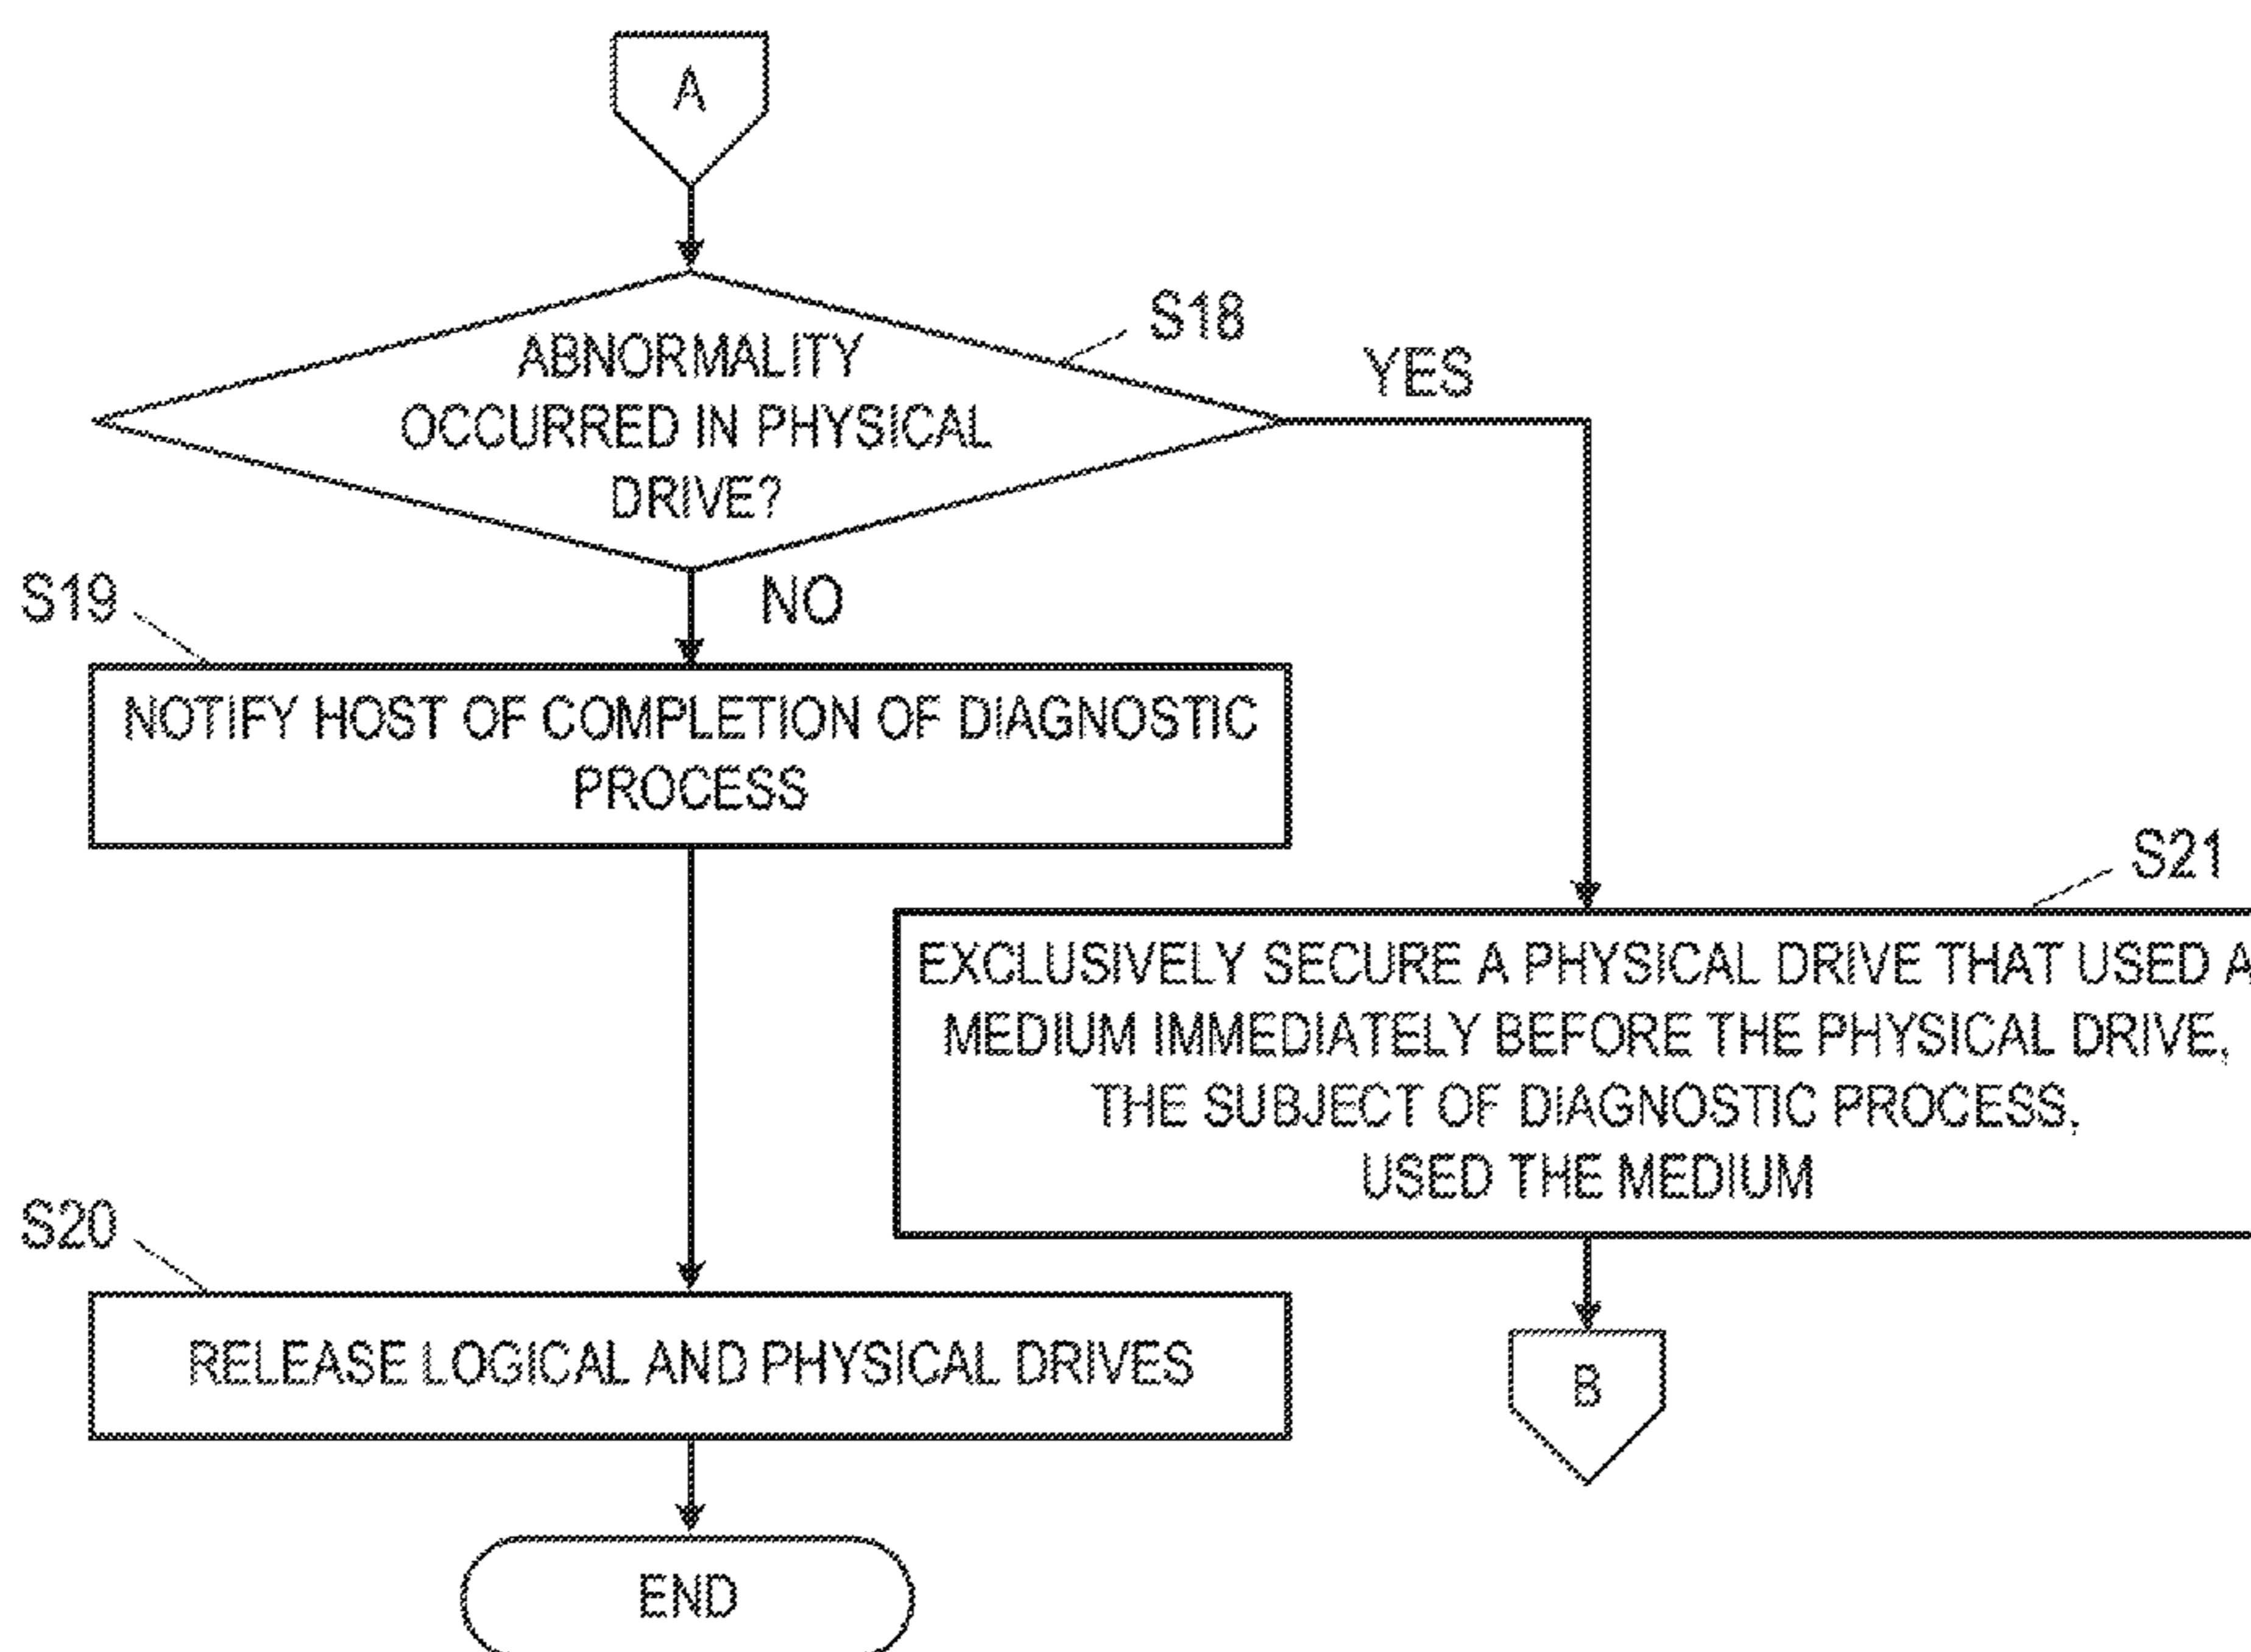 A
S18
ABNORMALITY
OCCURRED IN PHYSICAL
DRIVE?
YES
NO
S19
NOTIFY HOST OF COMPLETION OF DIAGNOSTIC
PROCESS
S21
EXCLUSIVELY SECURE A PHYSICAL DRIVE THAT USED A
MEDIUM IMMEDIATELY BEFORE THE PHYSICAL DRIVE,
THE SUBJECT OF DIAGNOSTIC PROCESS,
USED THE MEDIUM
S20
RELEASE LOGICAL AND PHYSICAL DRIVES
B
END